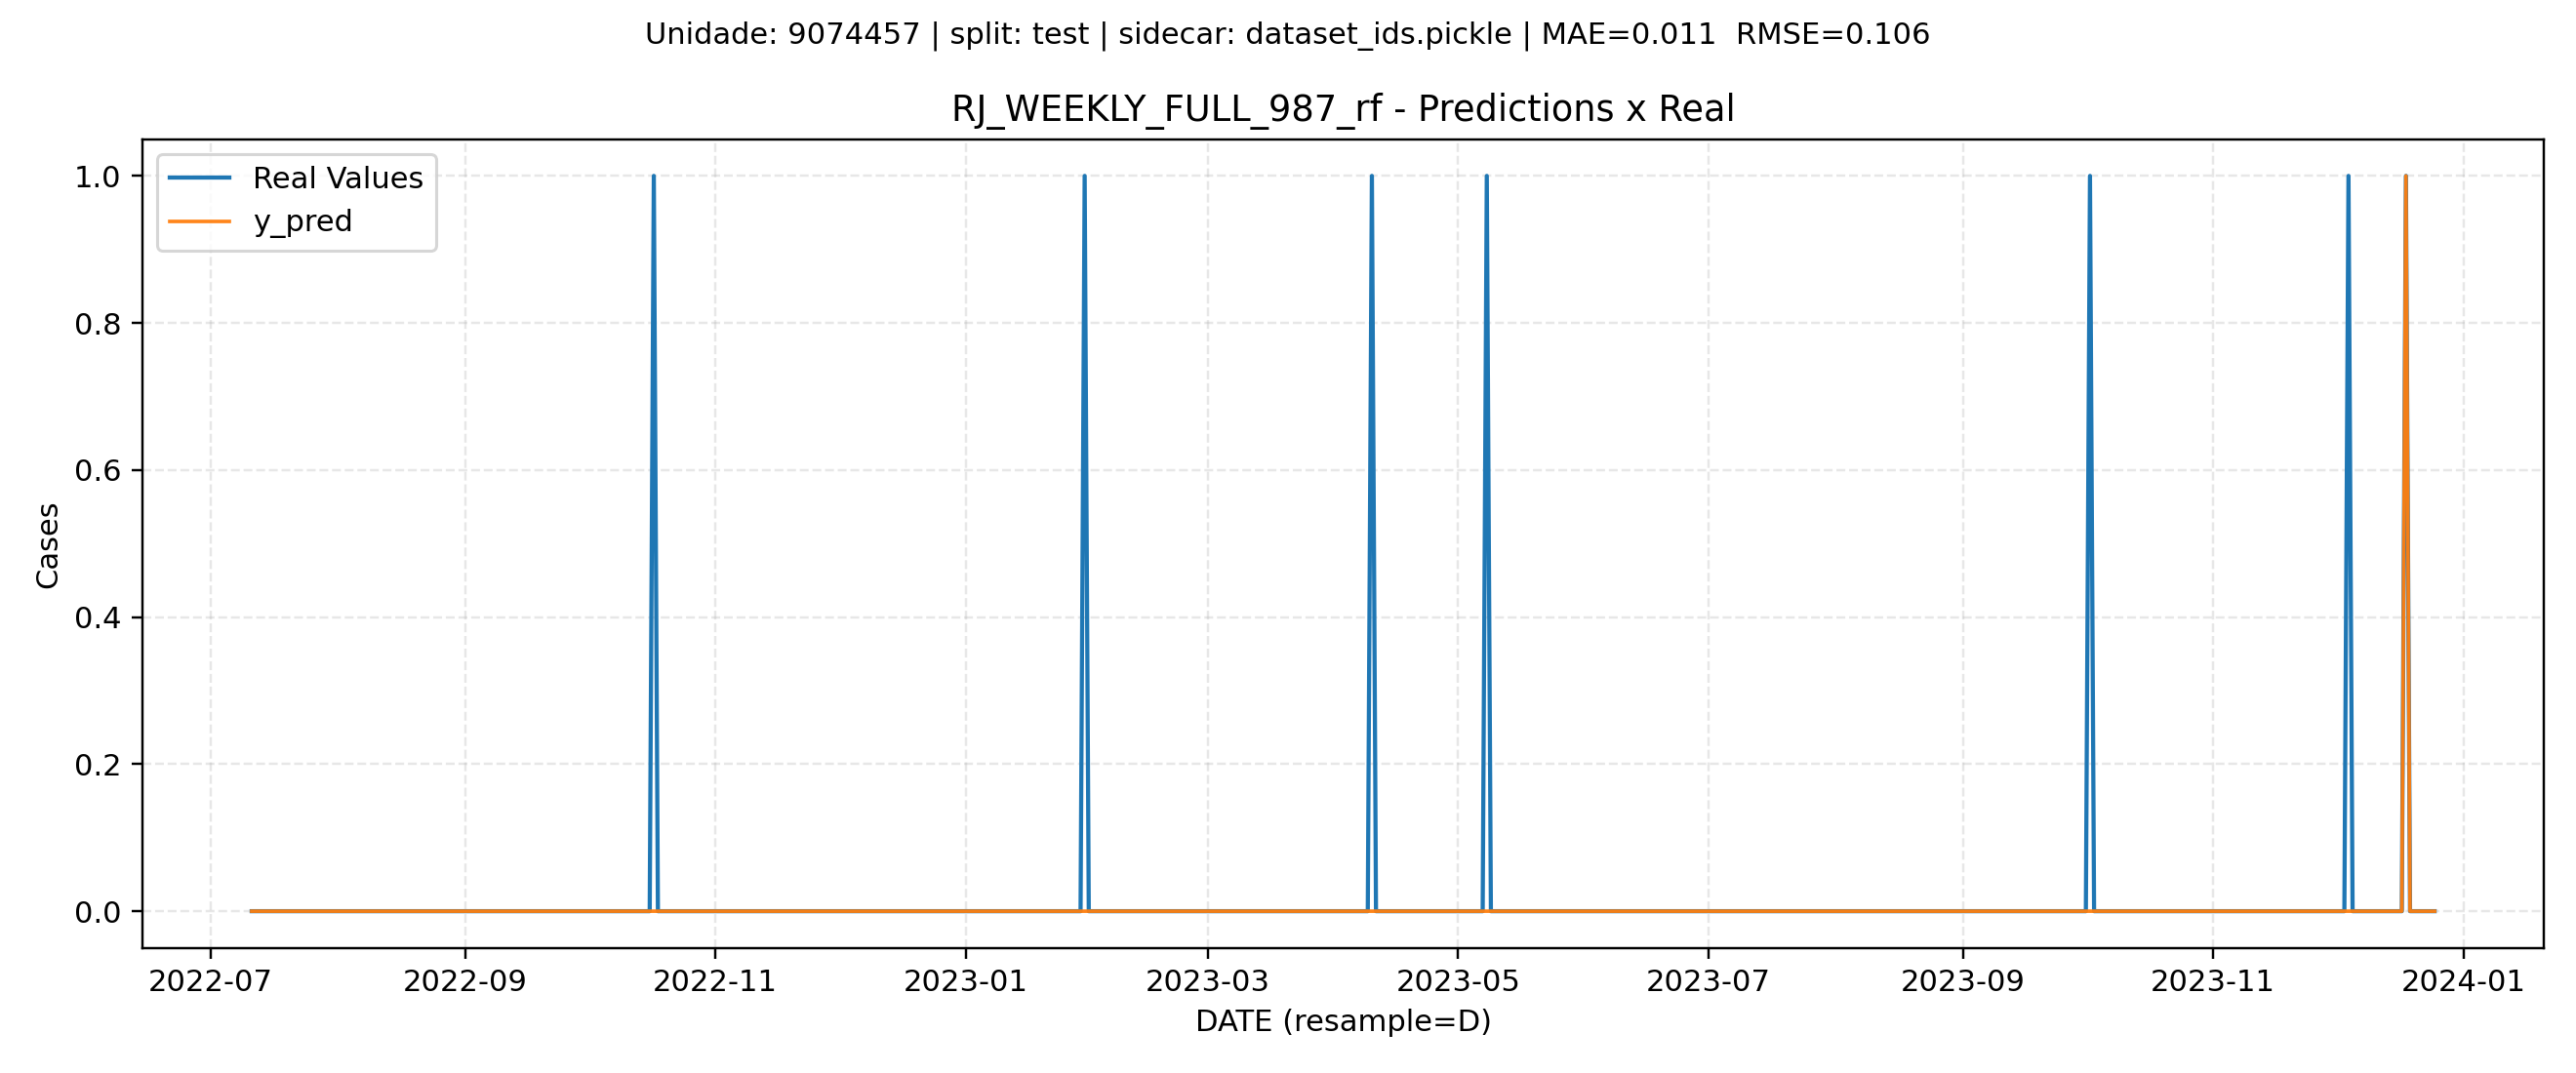 Unidade: 9074457 | split: test | sidecar: dataset_ids.pickle | MAE=0.011  RMSE=0.106
RJ_WEEKLY_FULL_987_rf - Predictions x Real
Real Values
y_pred
1.0
0.8
0.6
0.4
0.2
0.0
Cases
2022-07
2022-09
2022-11
2023-01
2023-03
2023-05
2023-07
2023-09
2023-11
2024-01
DATE (resample=D)